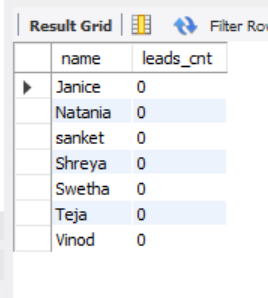 Result Grid Filter Ro
name leads_cnt
Janice 0
Natania 0
sanket 0
Shreya 0
Swetha 0
Teja 0
Vinod 0